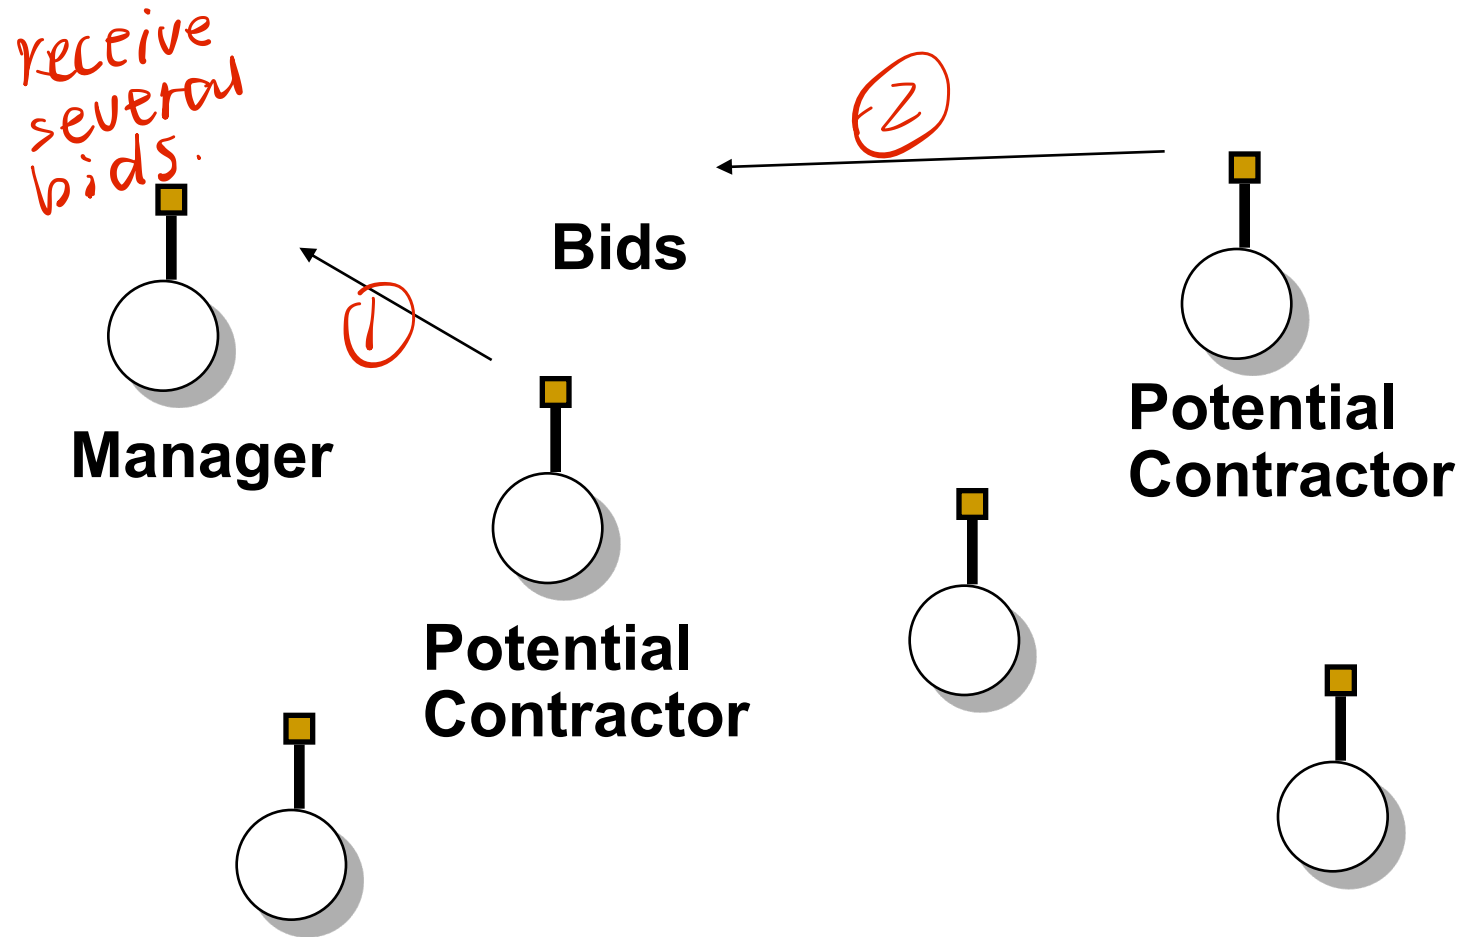 receive
several
bids.
2
Bids
1
Manager
Potential
Contractor
Potential
Contractor